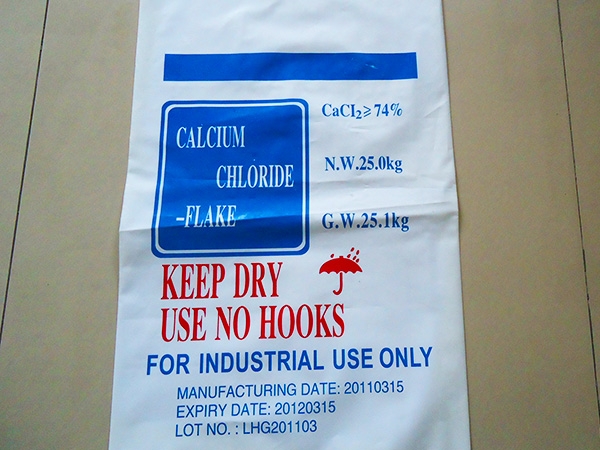 CALCIUM
CHLORIDE
-FLAKE
CaCI₂≥74%
N.W.25.0kg
G.W.25.1kg
KEEP DRY
USE NO HOOKS
FOR INDUSTRIAL USE ONLY
MANUFACTURING DATE: 20110315
EXPIRY DATE: 20120315
LOT NO. : LHG201103